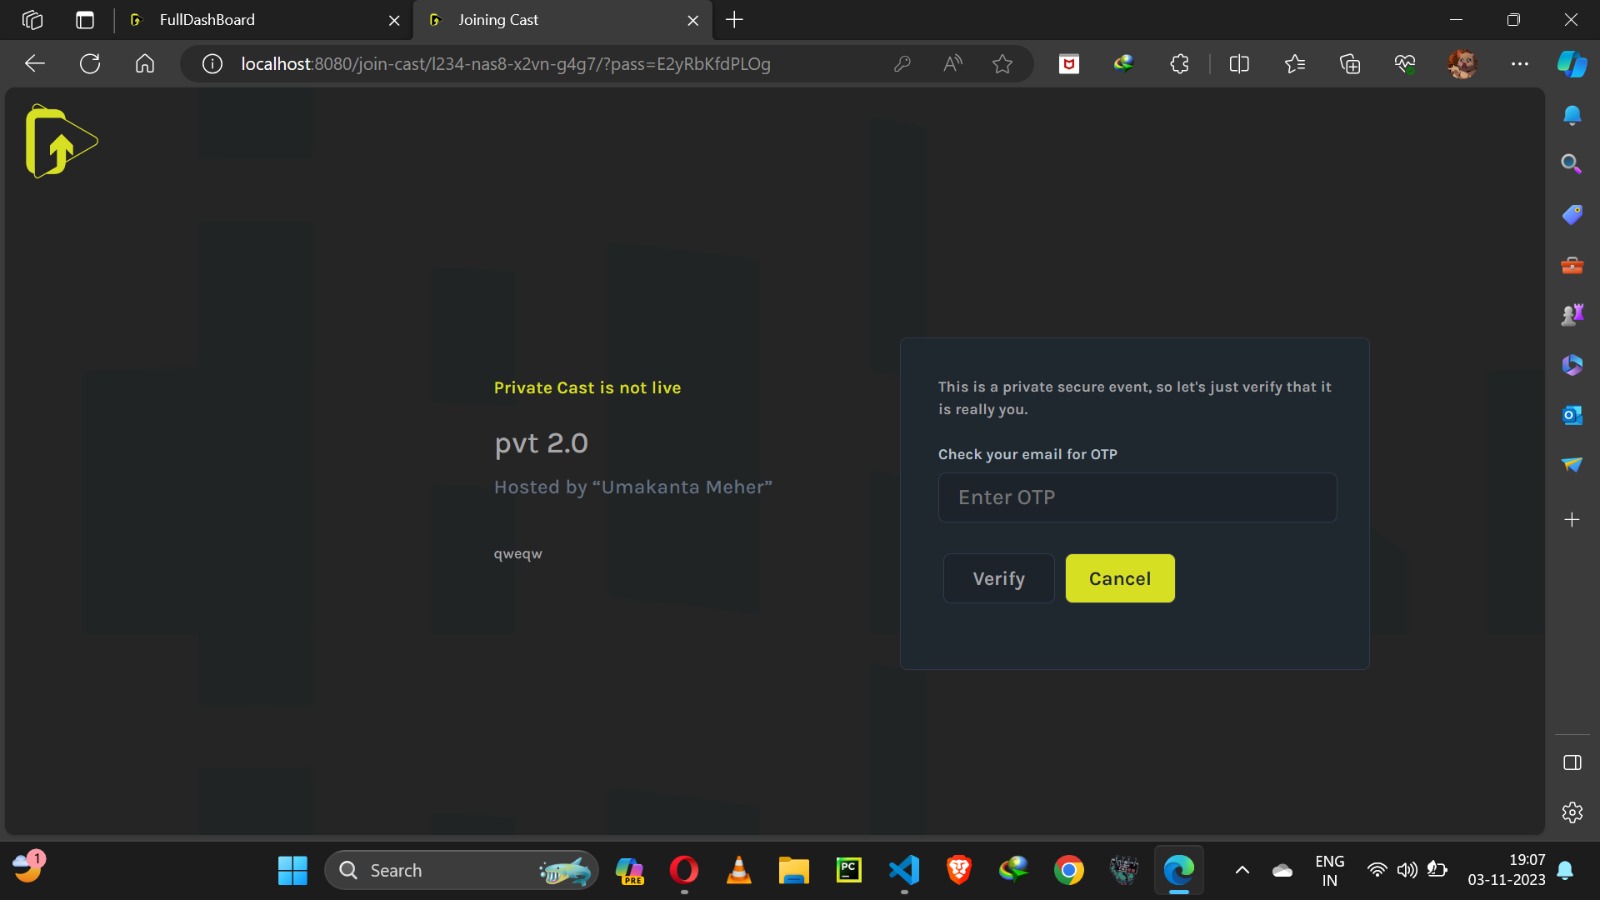 FullDashBoard
Joining Cast
localhost:8080/join-cast/l234-nas8-x2vn-g4g7/?pass=E2yRbKfdPLOg
Private Cast is not live
pvt 2.0
Hosted by “Umakanta Meher”
qweqw
This is a private secure event, so let's just verify that it
is really you.
Check your email for OTP
Enter OTP
Verify
Cancel
1
Search
PRE
PC
ENG
IN
19:07
03-11-2023